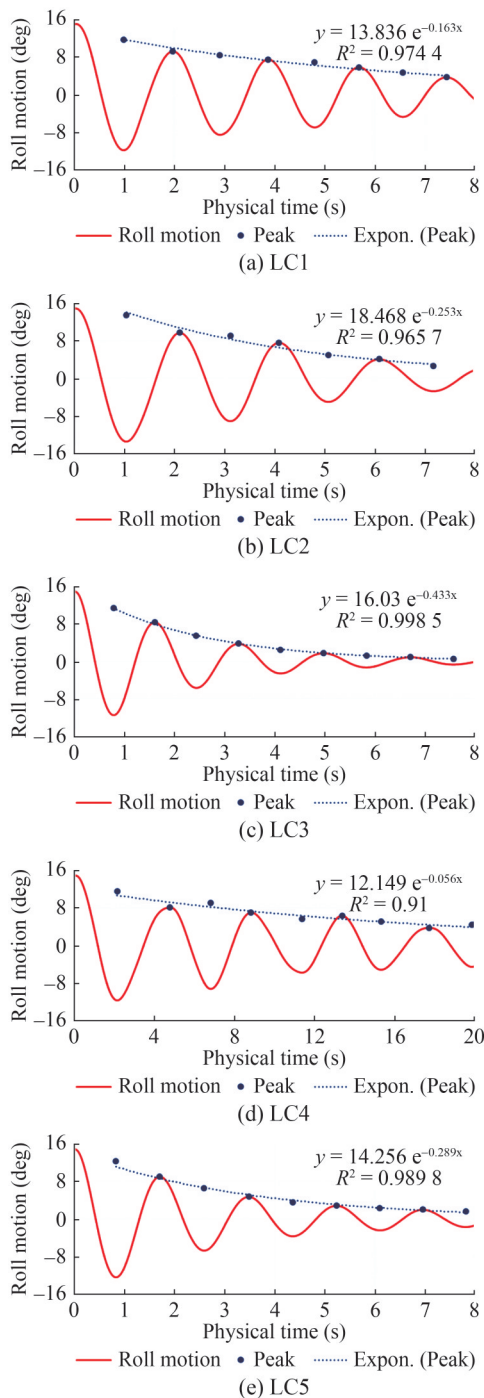 16
8
0
−8
−16
Roll motion (deg)
y = 13.836 e^−0.163x
R² = 0.974 4
0 1 2 3 4 5 6 7 8
Physical time (s)
Roll motion Peak Expon. (Peak)
(a) LC1
16
8
0
−8
−16
Roll motion (deg)
y = 18.468 e^−0.253x
R² = 0.965 7
0 1 2 3 4 5 6 7 8
Physical time (s)
Roll motion Peak Expon. (Peak)
(b) LC2
16
8
0
−8
−16
Roll motion (deg)
y = 16.03 e^−0.433x
R² = 0.998 5
0 1 2 3 4 5 6 7 8
Physical time (s)
Roll motion Peak Expon. (Peak)
(c) LC3
16
8
0
−8
−16
Roll motion (deg)
y = 12.149 e^−0.056x
R² = 0.91
0 4 8 12 16 20
Physical time (s)
Roll motion Peak Expon. (Peak)
(d) LC4
16
8
0
−8
−16
Roll motion (deg)
y = 14.256 e^−0.289x
R² = 0.989 8
0 1 2 3 4 5 6 7 8
Physical time (s)
Roll motion Peak Expon. (Peak)
(e) LC5